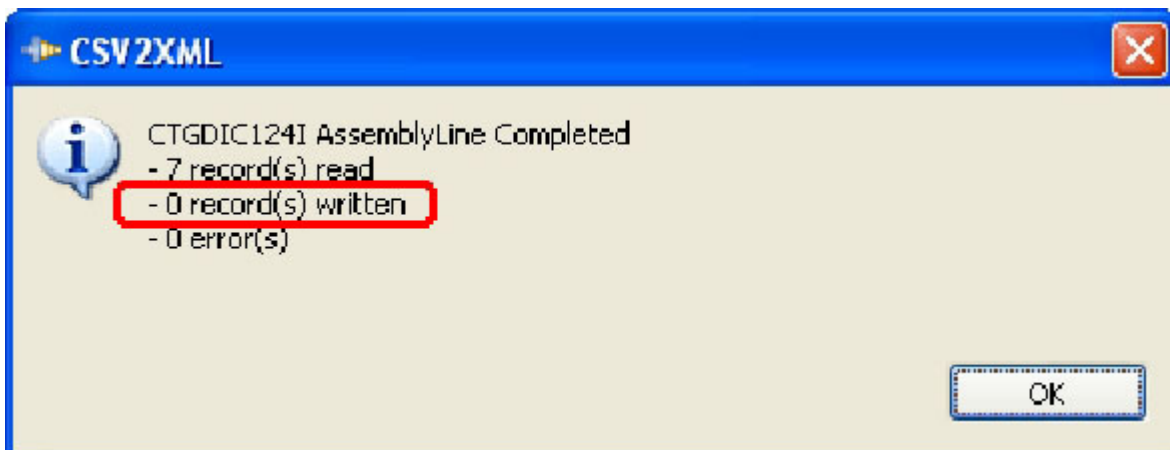 CSV2XML
CTGDIC124I AssemblyLine Completed
- 7 record(s) read
- 0 record(s) written
- 0 error(s)
OK